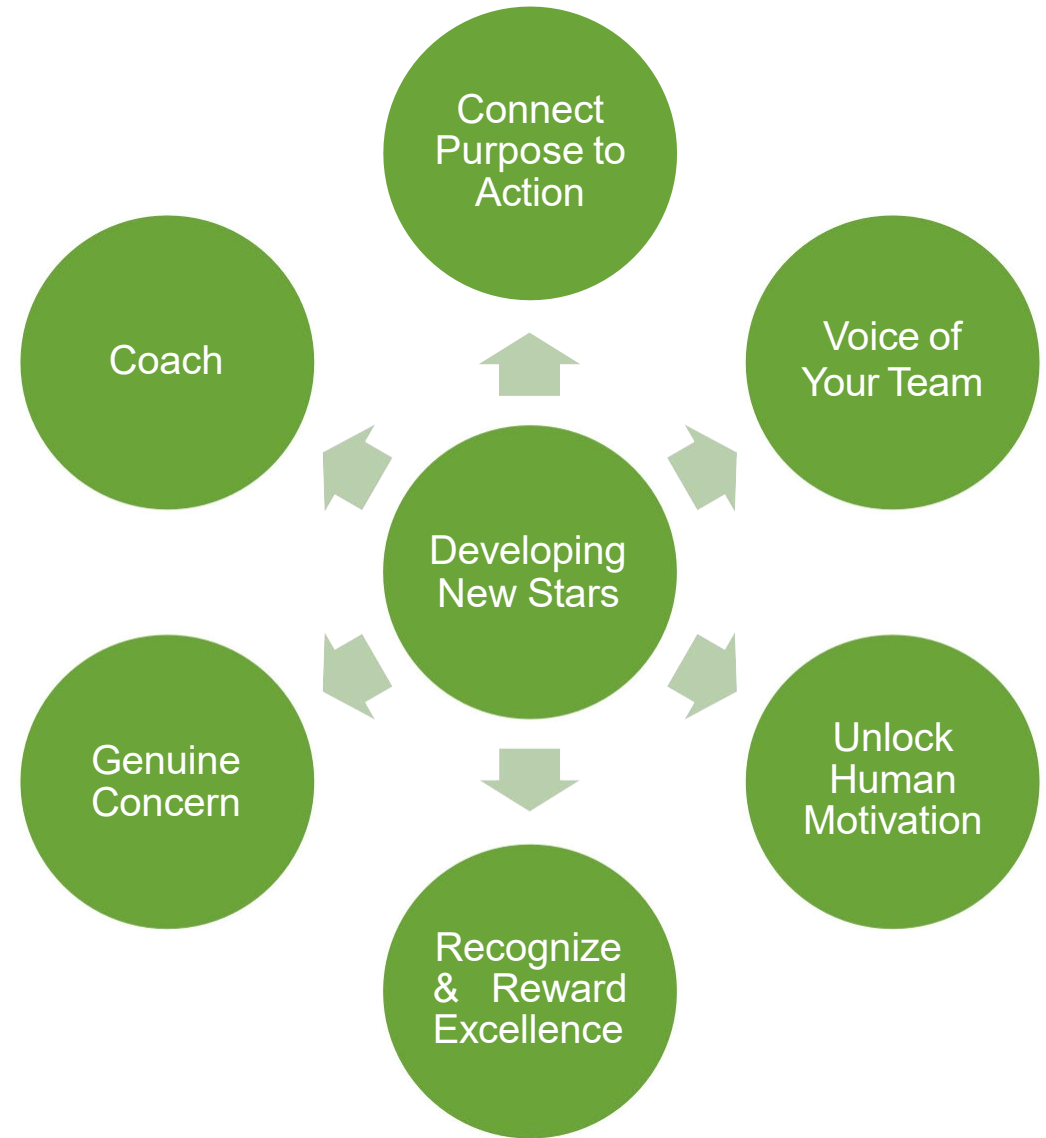 Connect
Purpose to
Action
Coach
Voice of
Your Team
Developing
New Stars
Genuine
Concern
Unlock
Human
Motivation
Recognize
& Reward
Excellence